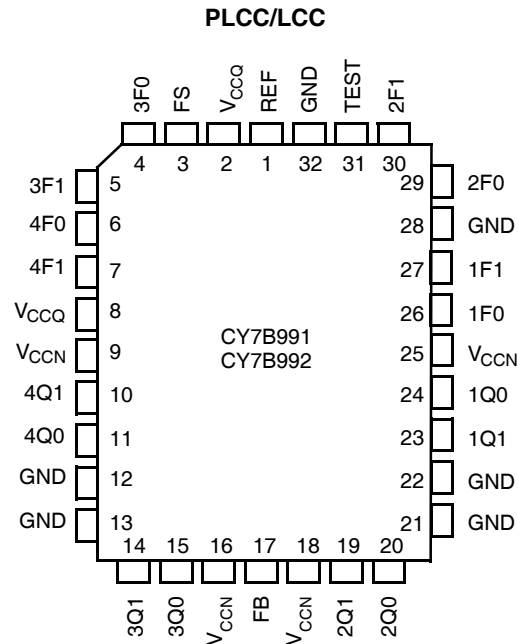 PLCC/LCC
3F0 FS VCCQ REF GND TEST 2F1
4 3 2 1 32 31 30
3F1 5 29 2F0
4F0 6 28 GND
4F1 7 27 1F1
VCCQ 8 26 1F0
VCCN 9 25 VCCN
CY7B991
CY7B992
4Q1 10 24 1Q0
4Q0 11 23 1Q1
GND 12 22 GND
GND 13 21 GND
14 15 16 17 18 19 20
3Q1 3Q0 VCCN FB VCCN 2Q1 2Q0